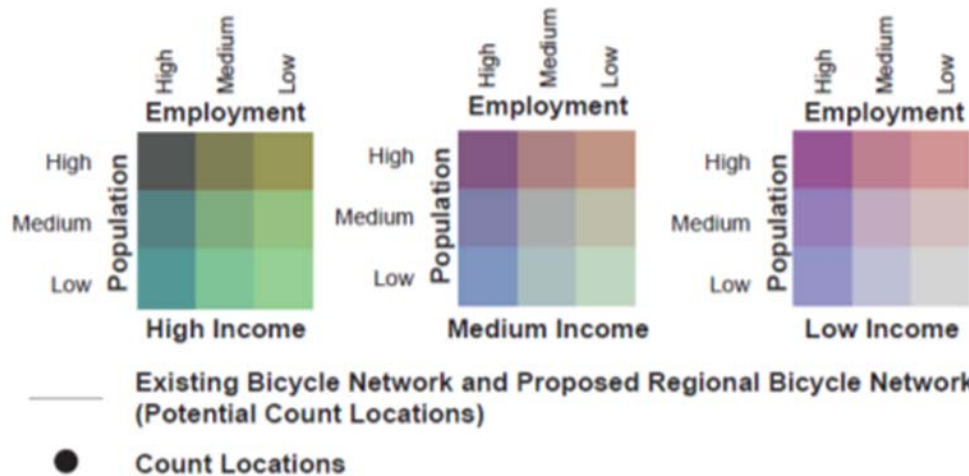 High Medium Low
Employment
Population
High
Medium
Low
High Income
High Medium Low
Employment
Population
High
Medium
Low
Medium Income
High Medium Low
Employment
Population
High
Medium
Low
Low Income
Existing Bicycle Network and Proposed Regional Bicycle Network
(Potential Count Locations)
Count Locations